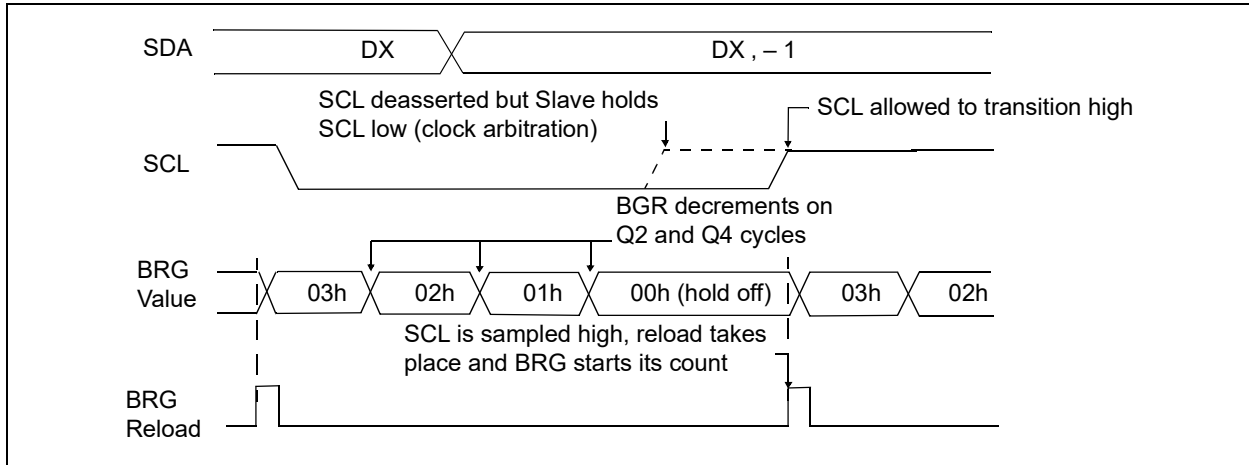 SDA
DX
DX , – 1
SCL deasserted but Slave holds
SCL low (clock arbitration)
SCL allowed to transition high
SCL
BGR decrements on
Q2 and Q4 cycles
BRG
Value
03h
02h
01h
00h (hold off)
03h
02h
SCL is sampled high, reload takes
place and BRG starts its count
BRG
Reload